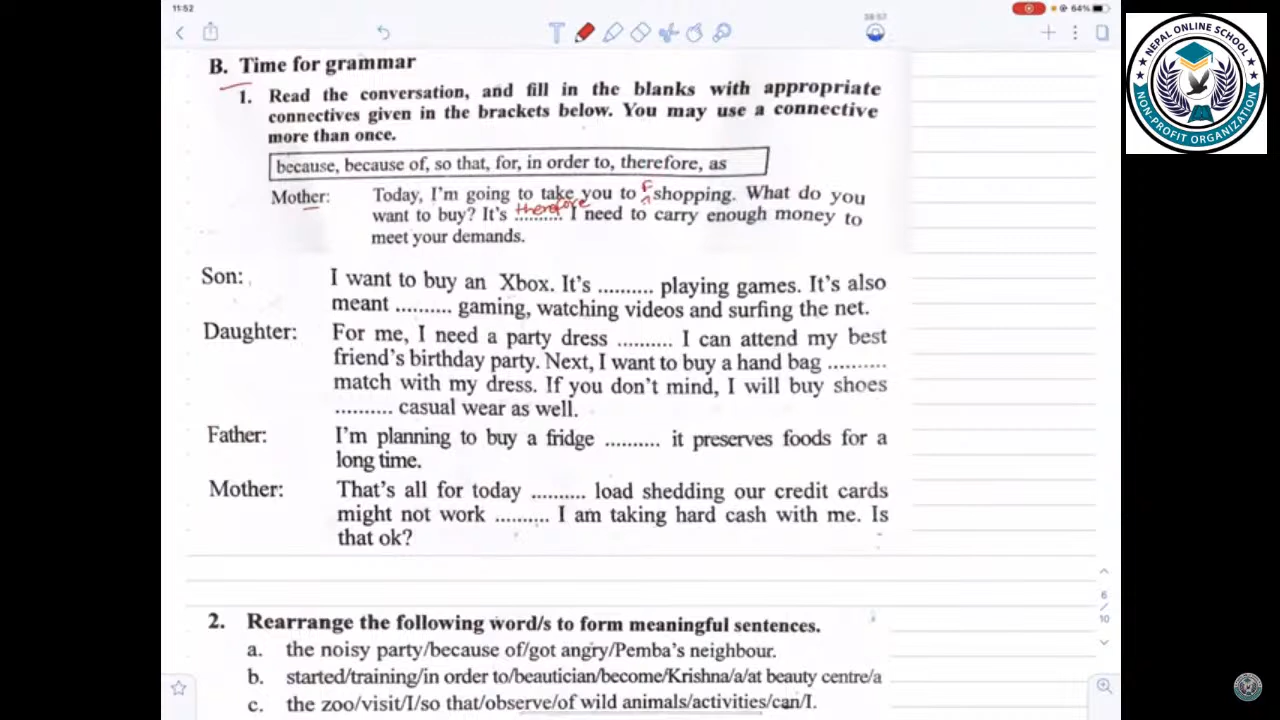 11:52
38:57
64%
NEPAL ONLINE SCHOOL
NON-PROFIT ORGANIZATION
B. Time for grammar
1. Read the conversation, and fill in the blanks with appropriate
connectives given in the brackets below. You may use a connective
more than once.
because, because of, so that, for, in order to, therefore, as
Mother: Today, I'm going to take you to shopping. What do you
therefore
want to buy? It's .......... I need to carry enough money to
meet your demands.
Son: I want to buy an Xbox. It's .......... playing games. It's also
meant .......... gaming, watching videos and surfing the net.
Daughter: For me, I need a party dress .......... I can attend my best
friend's birthday party. Next, I want to buy a hand bag ..........
match with my dress. If you don't mind, I will buy shoes
.......... casual wear as well.
Father: I'm planning to buy a fridge .......... it preserves foods for a
long time.
Mother: That's all for today .......... load shedding our credit cards
might not work .......... I am taking hard cash with me. Is
that ok?
6
/
10
2. Rearrange the following word/s to form meaningful sentences.
a. the noisy party/because of/got angry/Pemba's neighbour.
b. started/training/in order to/beautician/become/Krishna/a/at beauty centre/a
c. the zoo/visit/I/so that/observe/of wild animals/activities/can/I.